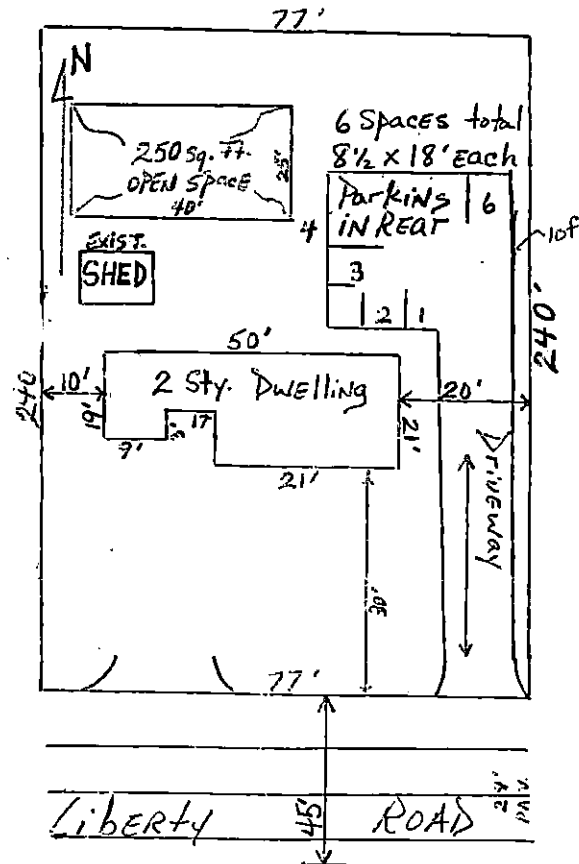 77'
N
6 Spaces total
8½ x 18' Each
250 Sq. FT.
OPEN SPACE
40'
25'
Parking
IN REAR
6
4
3
2
1
10f
EXIST.
SHED
240'
240
50'
10'
2 Sty. Dwelling
20'
19'
9'
17
21'
21'
DRIVEWAY
30'
77'
45'
Liberty ROAD
24'
PAV.